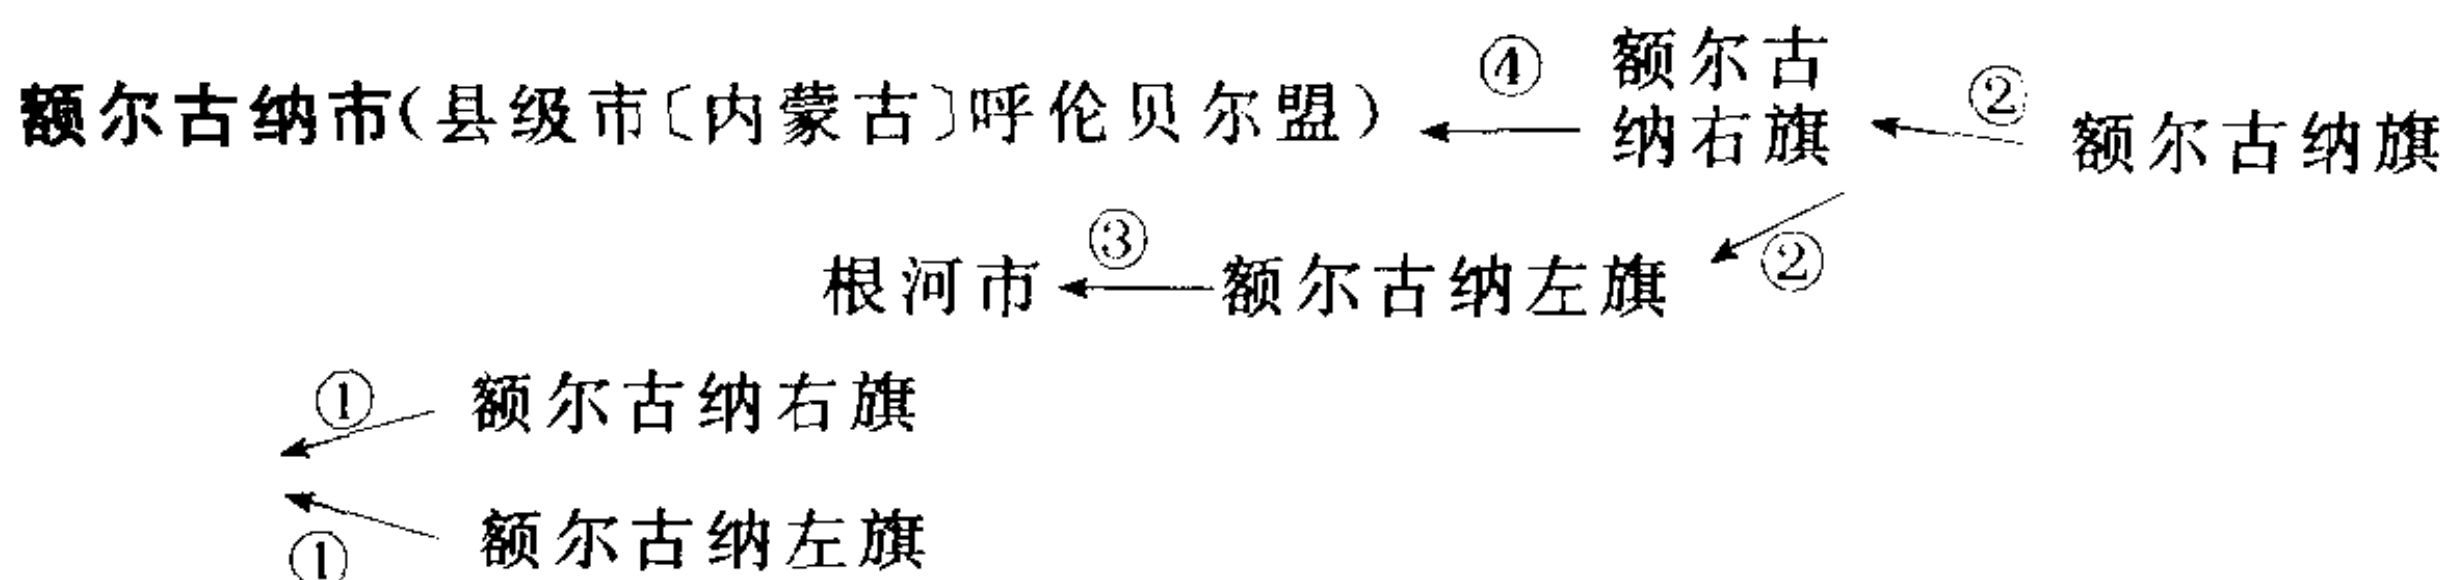 额尔古纳市(县级市〔内蒙古〕呼伦贝尔盟) ④ 额尔古纳右旗 ② 额尔古纳旗
②
根河市 ③ 额尔古纳左旗
① 额尔古纳右旗
① 额尔古纳左旗